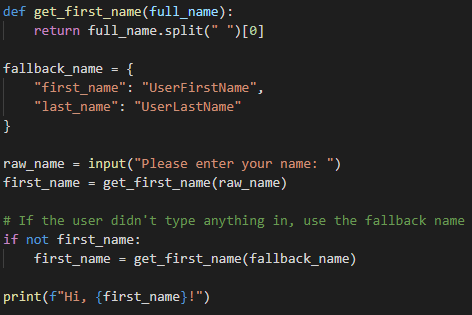 def get_first_name(full_name):
    return full_name.split(" ")[0]

fallback_name = {
    "first_name": "UserFirstName",
    "last_name": "UserLastName"
}

raw_name = input("Please enter your name: ")
first_name = get_first_name(raw_name)

# If the user didn't type anything in, use the fallback name
if not first_name:
    first_name = get_first_name(fallback_name)

print(f"Hi, {first_name}!")